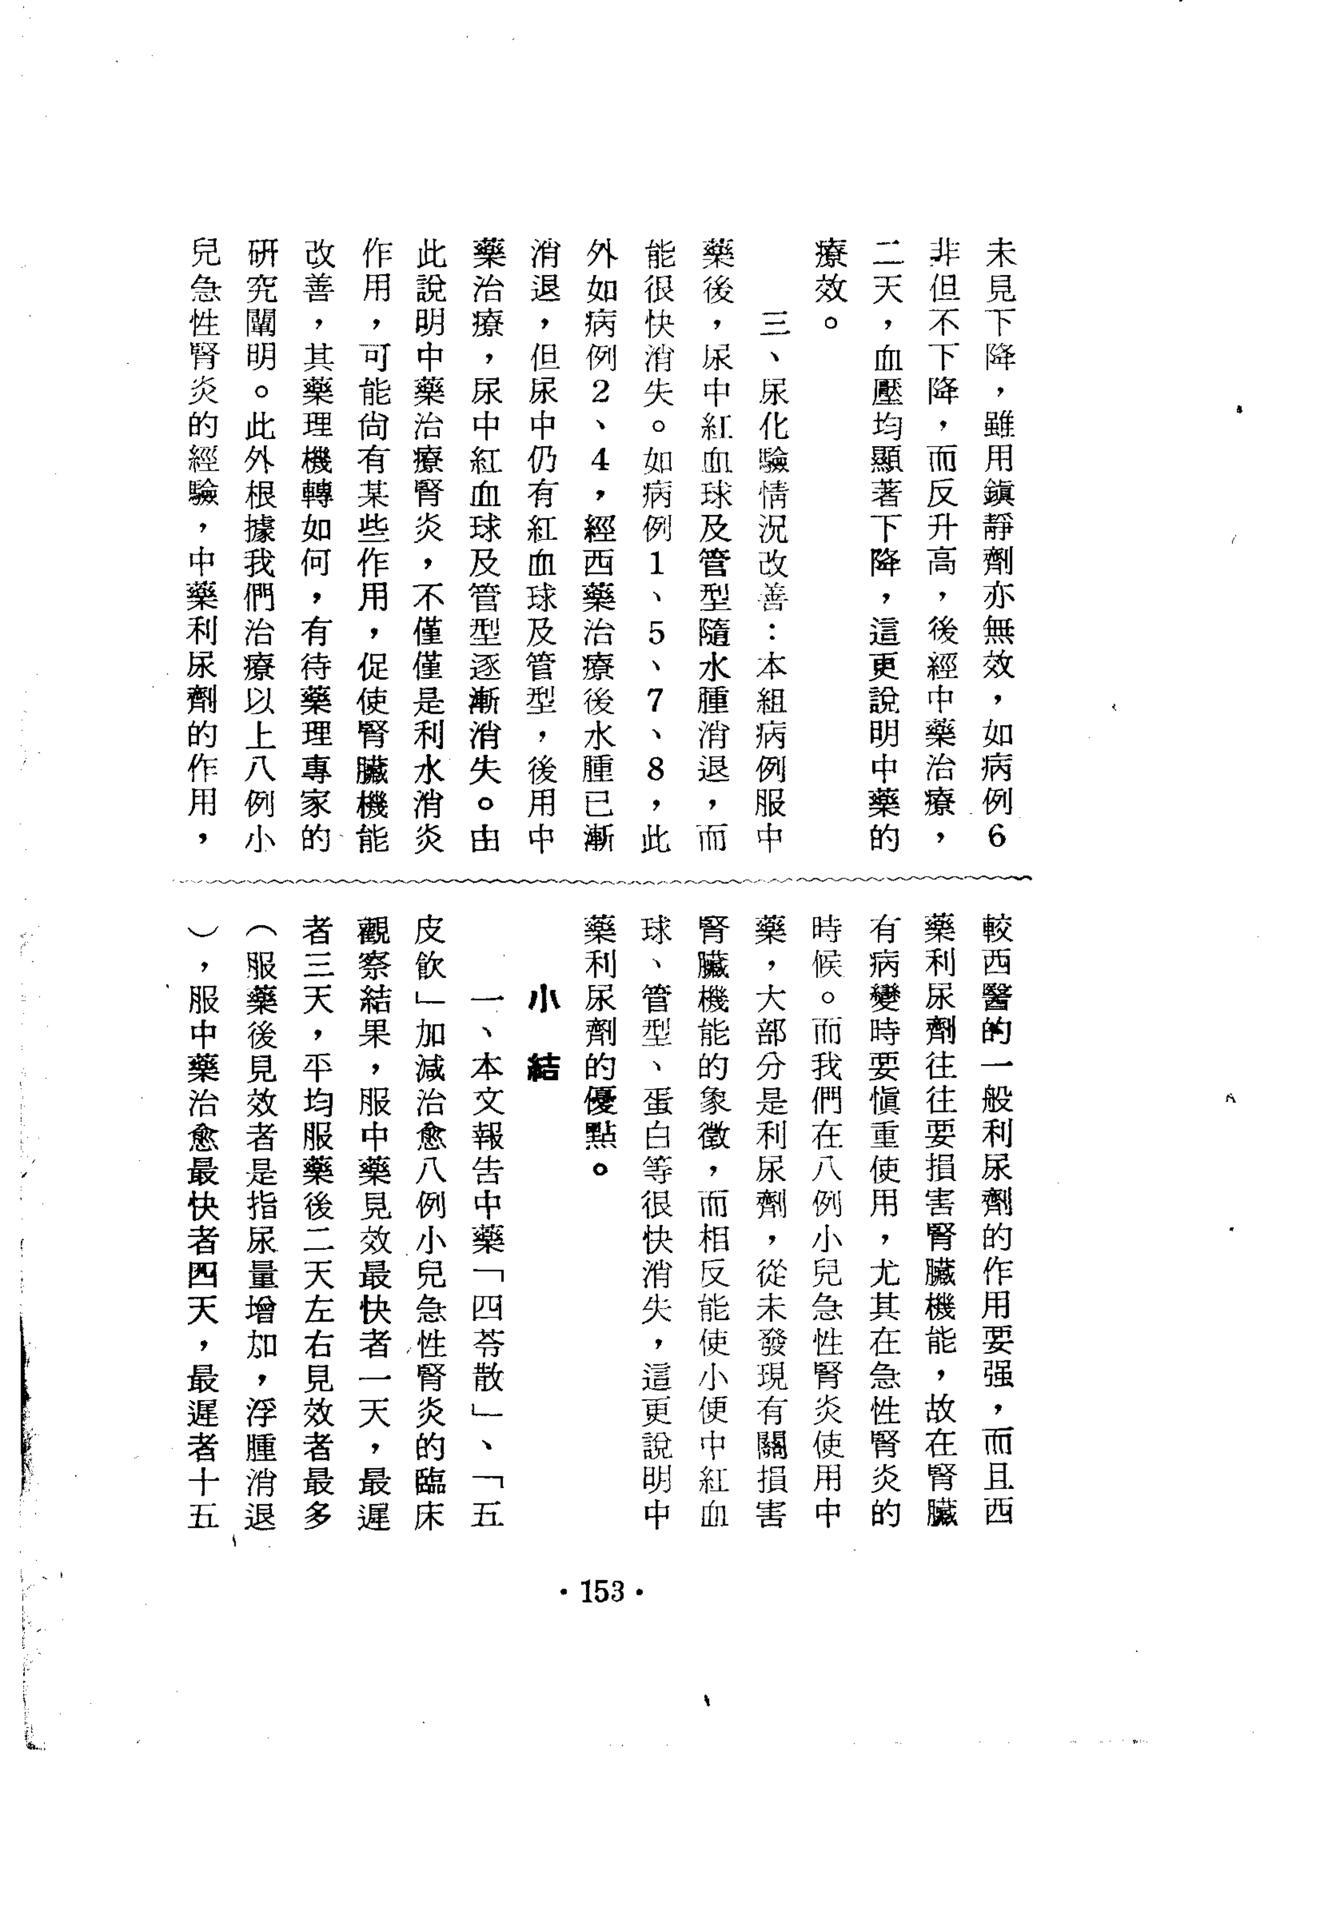 未見下降，雖用鎮靜劑亦無效，如病例6
非但不下降，而反升高，後經中藥治療，
二天，血壓均顯著下降，這更說明中藥的
療效。
三、尿化驗情況改善：本組病例服中
藥後，尿中紅血球及管型隨水腫消退，而
能很快消失。如病例1、5、7、8，此
外如病例2、4，經西藥治療後水腫已漸
消退，但尿中仍有紅血球及管型，後用中
藥治療，尿中紅血球及管型逐漸消失。由
此說明中藥治療腎炎，不僅僅是利水消炎
作用，可能尚有某些作用，促使腎臟機能
改善，其藥理機轉如何，有待藥理專家的
研究闡明。此外根據我們治療以上八例小
兒急性腎炎的經驗，中藥利尿劑的作用，
較西醫的一般利尿劑的作用要强，而且西
藥利尿劑往往要損害腎臟機能，故在腎臟
有病變時要愼重使用，尤其在急性腎炎的
時候。而我們在八例小兒急性腎炎使用中
藥，大部分是利尿劑，從未發現有關損害
腎臟機能的象徵，而相反能使小便中紅血
球、管型、蛋白等很快消失，這更說明中
藥利尿劑的優點。
小結
一、本文報告中藥「四苓散」、「五
皮飲」加減治愈八例小兒急性腎炎的臨床
觀察結果，服中藥見效最快者一天，最遲
者三天，平均服藥後二天左右見效者最多
（服藥後見效者是指尿量增加，浮腫消退
），服中藥治愈最快者四天，最遲者十五
·153·